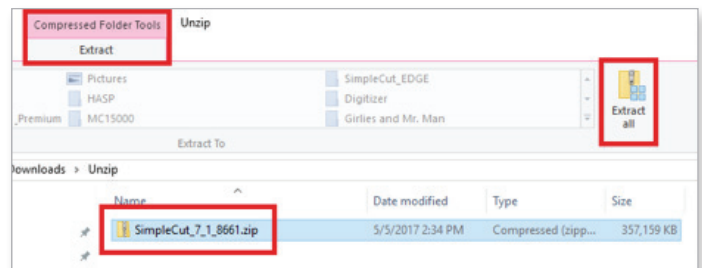 Compressed Folder Tools Unzip
Extract
Pictures SimpleCut_EDGE
HASP Digitizer
_Premium MC15000 Girlies and Mr. Man
Extract all
Extract To
Downloads > Unzip
Name Date modified Type Size
SimpleCut_7_1_8661.zip 5/5/2017 2:34 PM Compressed (zipp... 357,159 KB